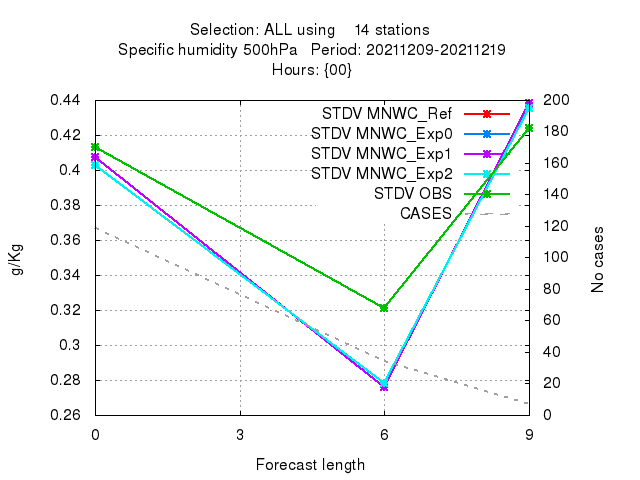 Selection: ALL using    14 stations
Specific humidity 500hPa   Period: 20211209-20211219
Hours: {00}
0.44
0.42
0.4
0.38
0.36
0.34
0.32
0.3
0.28
0.26
g/Kg
STDV MNWC_Ref
STDV MNWC_Exp0
STDV MNWC_Exp1
STDV MNWC_Exp2
STDV OBS
CASES
200
180
160
140
120
100
80
60
40
20
0
No cases
0 3 6 9
Forecast length